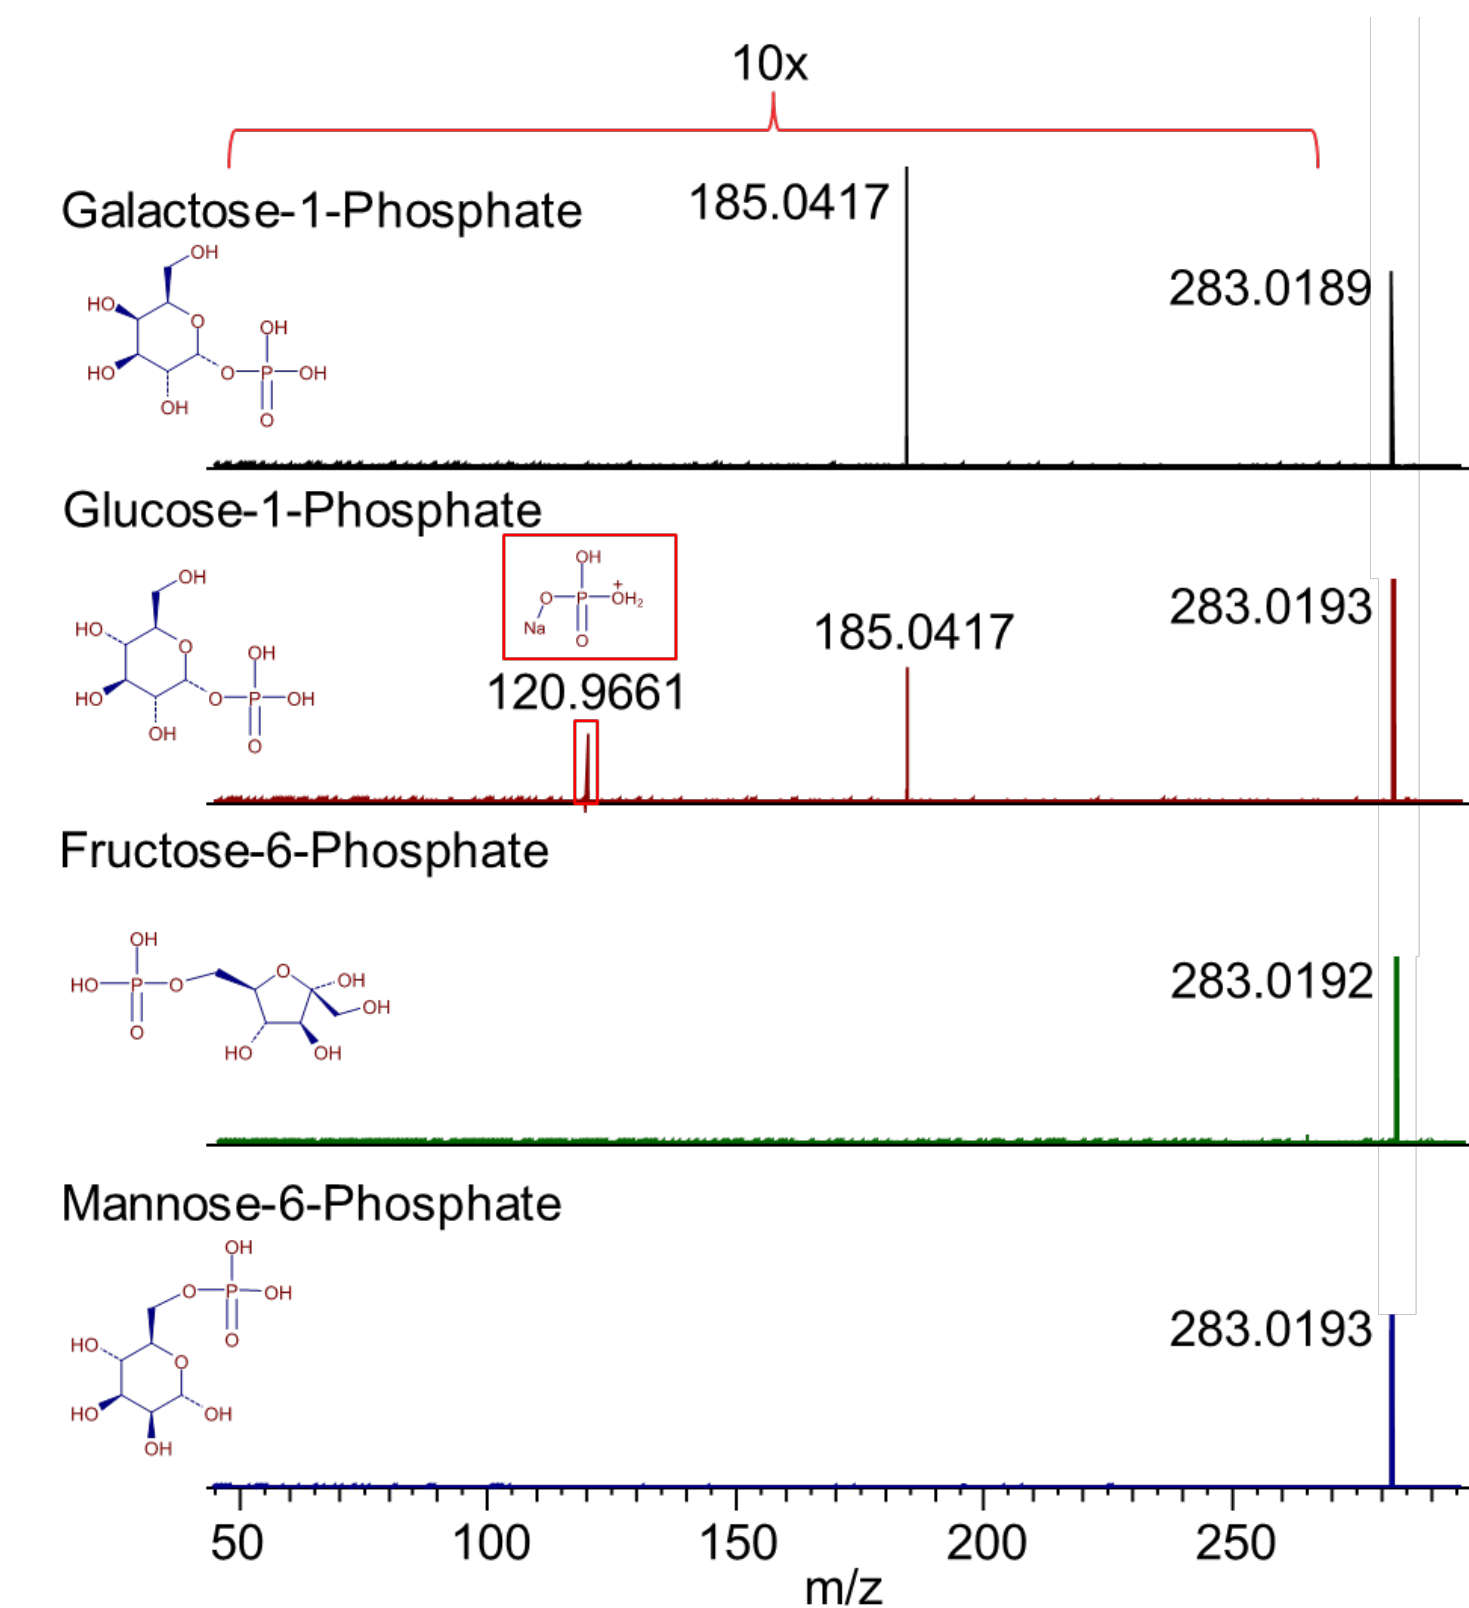 10x
Galactose-1-Phosphate
185.0417
283.0189
OH
HO
O
OH
HO
O
P
OH
OH
O
Glucose-1-Phosphate
OH
O
P
+
OH2
Na
O
283.0193
185.0417
120.9661
OH
HO
O
OH
HO
O
P
OH
OH
O
Fructose-6-Phosphate
OH
HO
P
O
O
OH
OH
O
HO
OH
283.0192
Mannose-6-Phosphate
OH
O
P
OH
O
HO
O
HO
OH
OH
283.0193
50
100
150
200
250
m/z